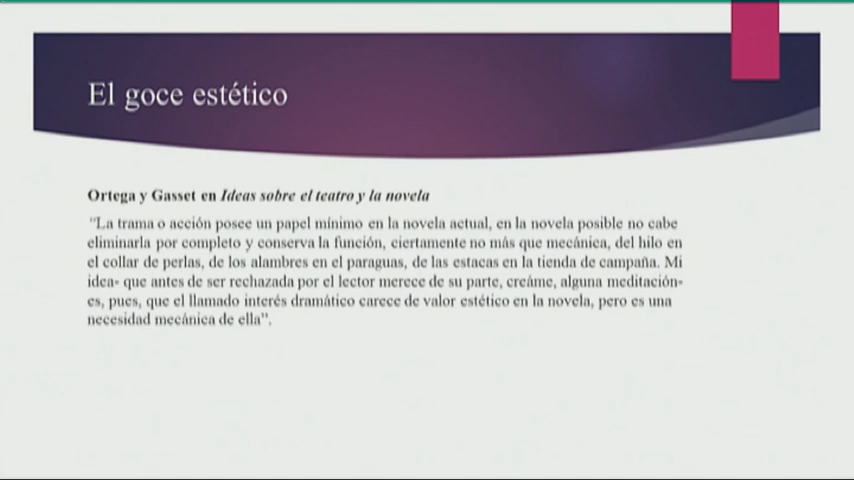 El goce estético
Ortega y Gasset en Ideas sobre el teatro y la novela
“La trama o acción posee un papel mínimo en la novela actual, en la novela posible no cabe
eliminarla por completo y conserva la función, ciertamente no más que mecánica, del hilo en
el collar de perlas, de los alambres en el paraguas, de las estacas en la tienda de campaña. Mi
idea- que antes de ser rechazada por el lector merece de su parte, creáme, alguna meditación-
es, pues, que el llamado interés dramático carece de valor estético en la novela, pero es una
necesidad mecánica de ella”.